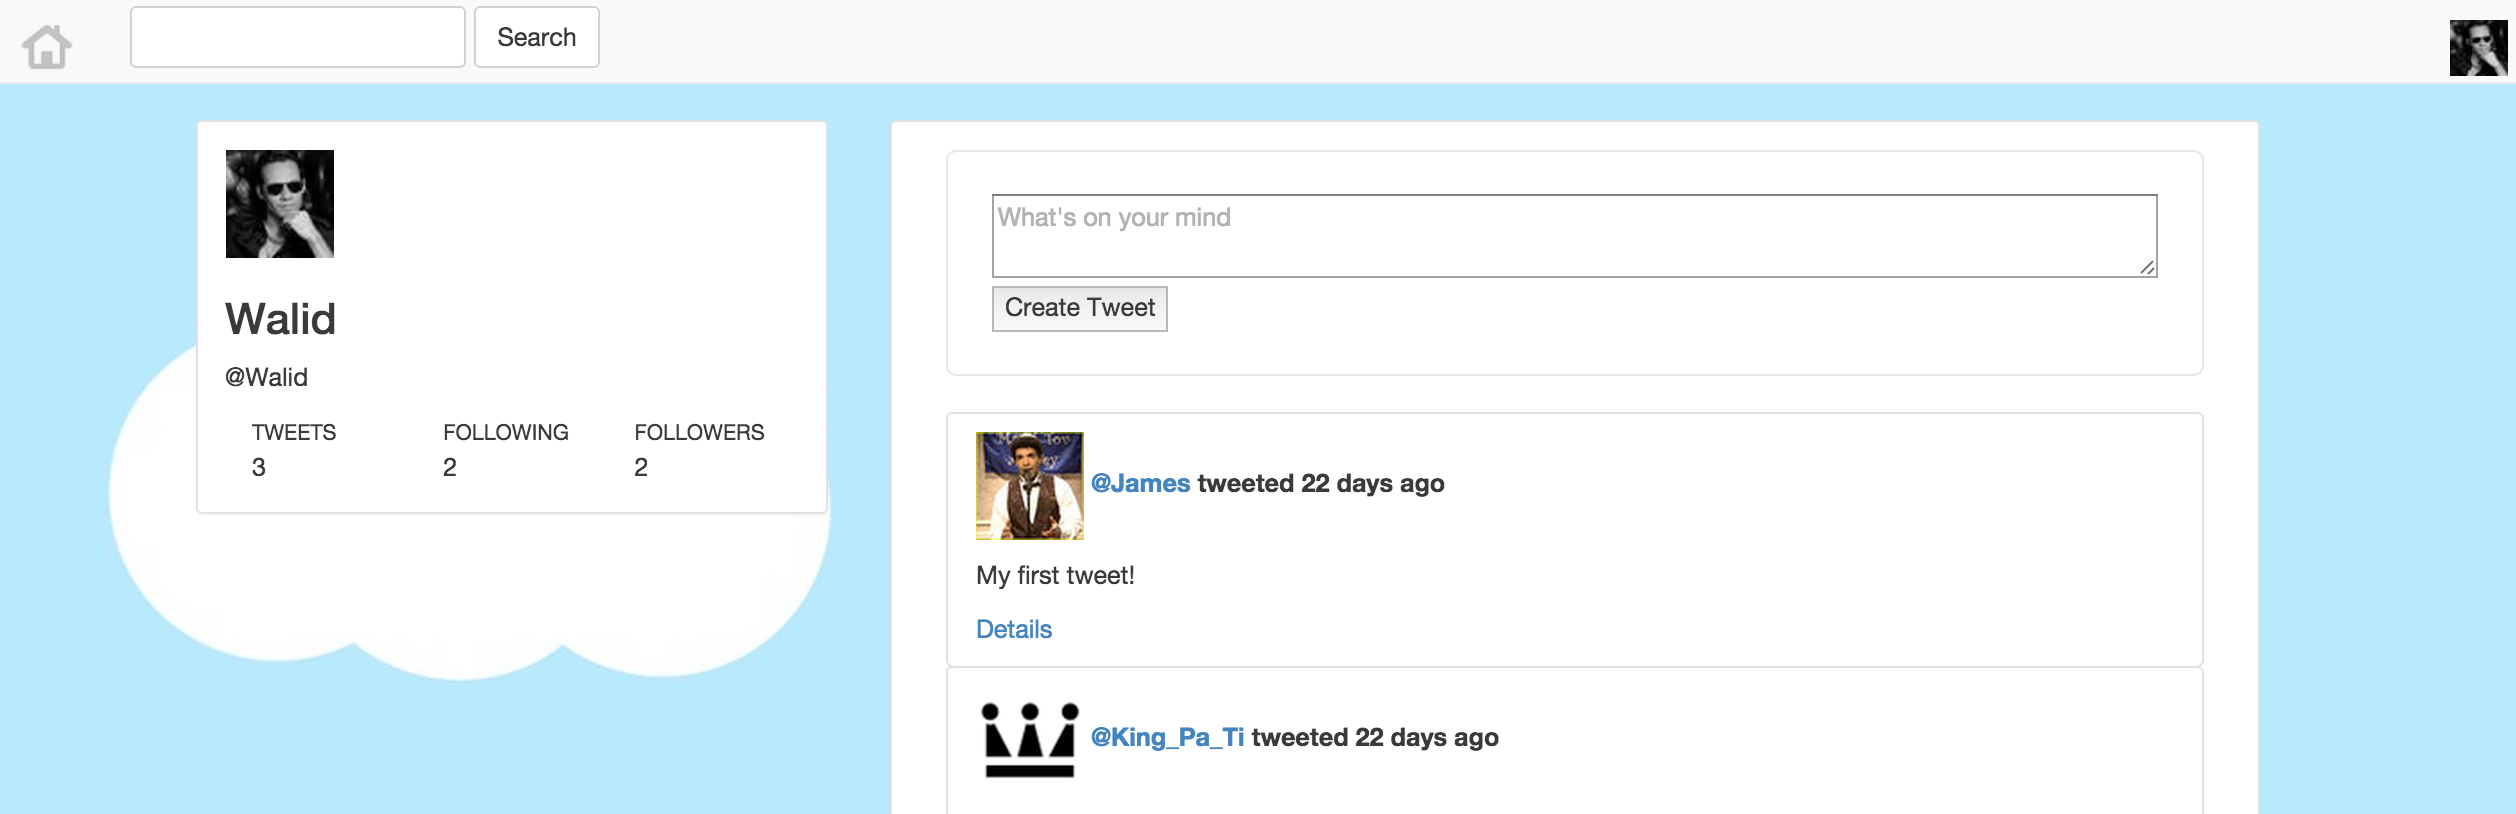 Search
Walid
@Walid
TWEETS FOLLOWING FOLLOWERS
3 2 2
What's on your mind
Create Tweet
@James tweeted 22 days ago
My first tweet!
Details
@King_Pa_Ti tweeted 22 days ago